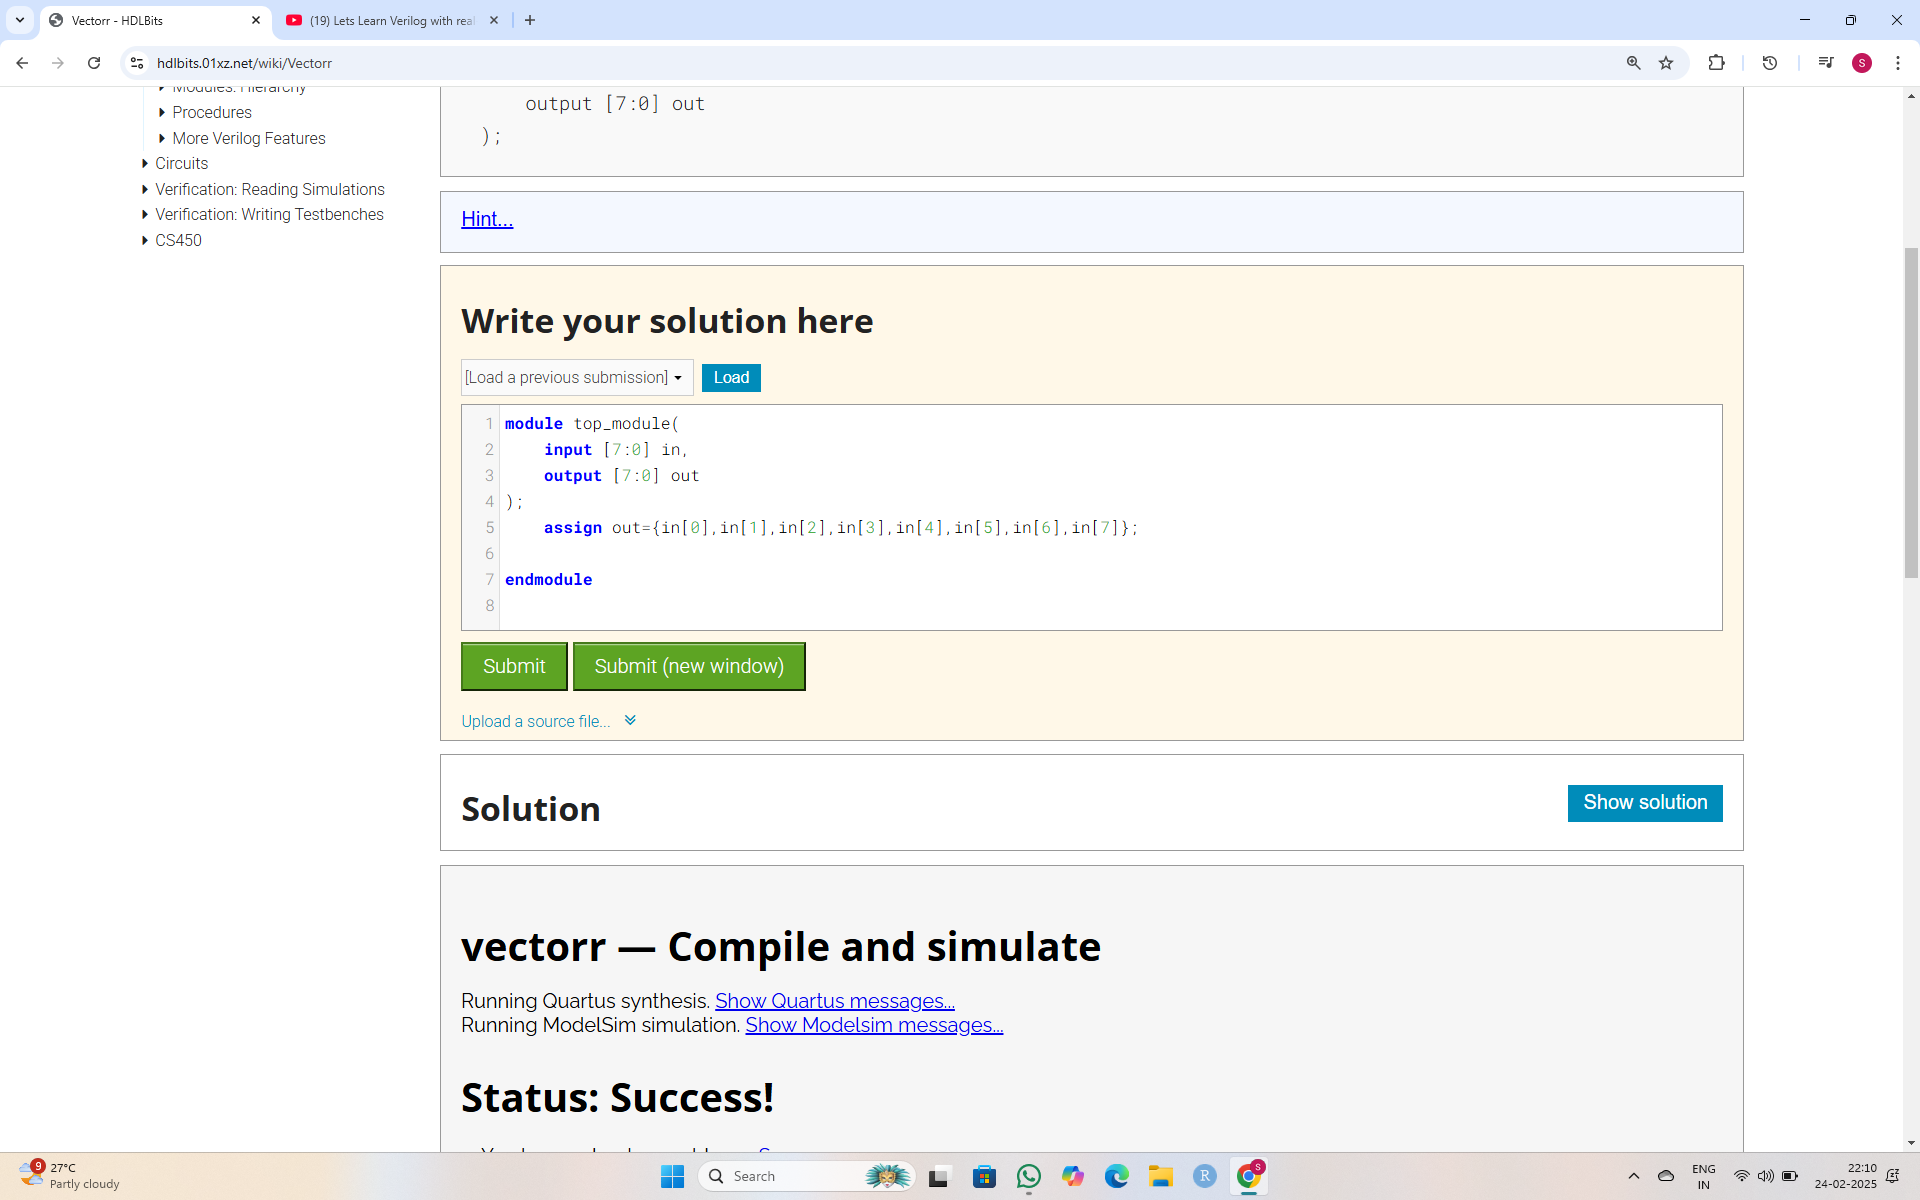 Vectorr - HDLBits
(19) Lets Learn Verilog with real
hdlbits.01xz.net/wiki/Vectorr
S
Modules: Hierarchy
Procedures
More Verilog Features
Circuits
Verification: Reading Simulations
Verification: Writing Testbenches
CS450
output [7:0] out
);
Hint...
Write your solution here
[Load a previous submission]
Load
1 module top_module(
2 input [7:0] in,
3 output [7:0] out
4 );
5 assign out={in[0],in[1],in[2],in[3],in[4],in[5],in[6],in[7]};
6
7 endmodule
8
Submit
Submit (new window)
Upload a source file...
Solution
Show solution
vectorr — Compile and simulate
Running Quartus synthesis. Show Quartus messages...
Running ModelSim simulation. Show Modelsim messages...
Status: Success!
9
27°C
Partly cloudy
Search
R
S
ENG
IN
22:10
24-02-2025